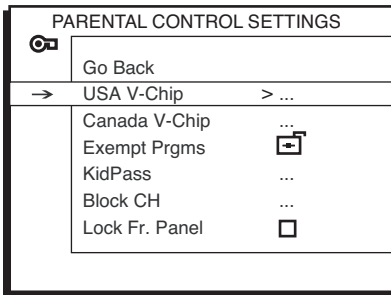 PARENTAL CONTROL SETTINGS
Go Back
→ USA V-Chip > ...
Canada V-Chip ...
Exempt Prgms
KidPass ...
Block CH ...
Lock Fr. Panel